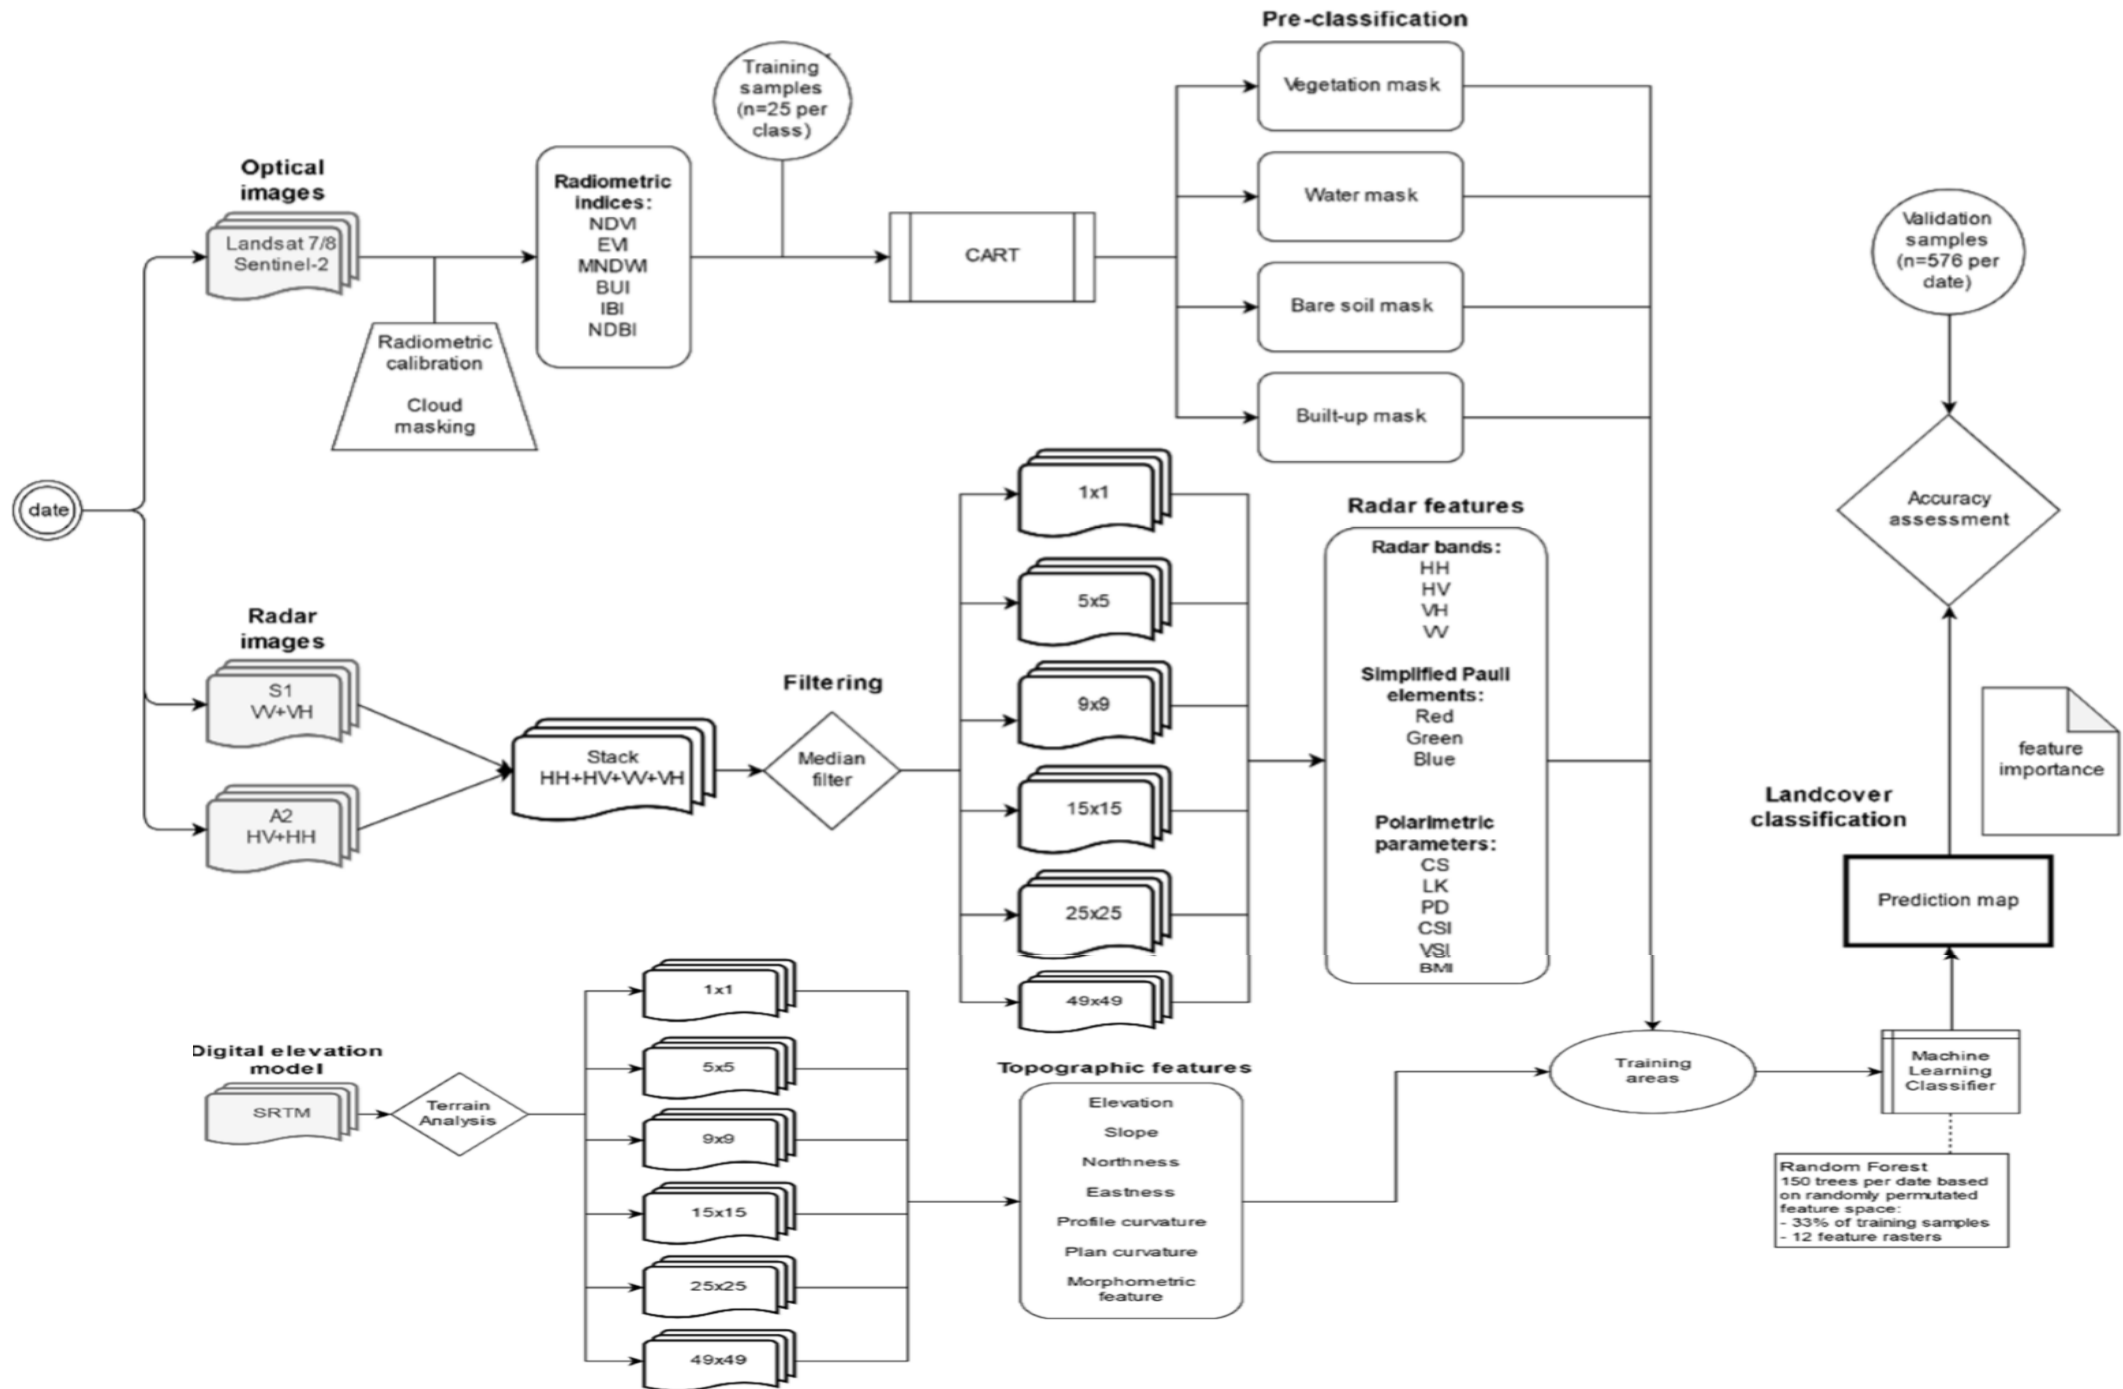 Pre-classification
Training
samples
(n=25 per
class)
Vegetation mask
Optical
images
Landsat 7/8
Sentinel-2
Radiometric
indices:
NDVI
EVI
MNDWI
BUI
IBI
NDBI
CART
Water mask
Bare soil mask
Built-up mask
Validation
samples
(n=576 per
date)
Radiometric
calibration
Cloud
masking
date
Accuracy
assessment
Radar
images
S1
VV+VH
A2
HV+HH
Stack
HH+HV+VV+VH
Filtering
Median
filter
1x1
5x5
9x9
15x15
25x25
49x49
Radar features
Radar bands:
HH
HV
VH
VV
Simplified Pauli
elements:
Red
Green
Blue
Polarimetric
parameters:
CS
LK
PD
CSI
VSI
BMI
feature
importance
Landcover
classification
Prediction map
Digital elevation
model
SRTM
Terrain
Analysis
1x1
5x5
9x9
15x15
25x25
49x49
Topographic features
Elevation
Slope
Northness
Eastness
Profile curvature
Plan curvature
Morphometric
feature
Training
areas
Machine
Learning
Classifier
Random Forest
150 trees per date based
on randomly permutated
feature space:
- 33% of training samples
- 12 feature rasters